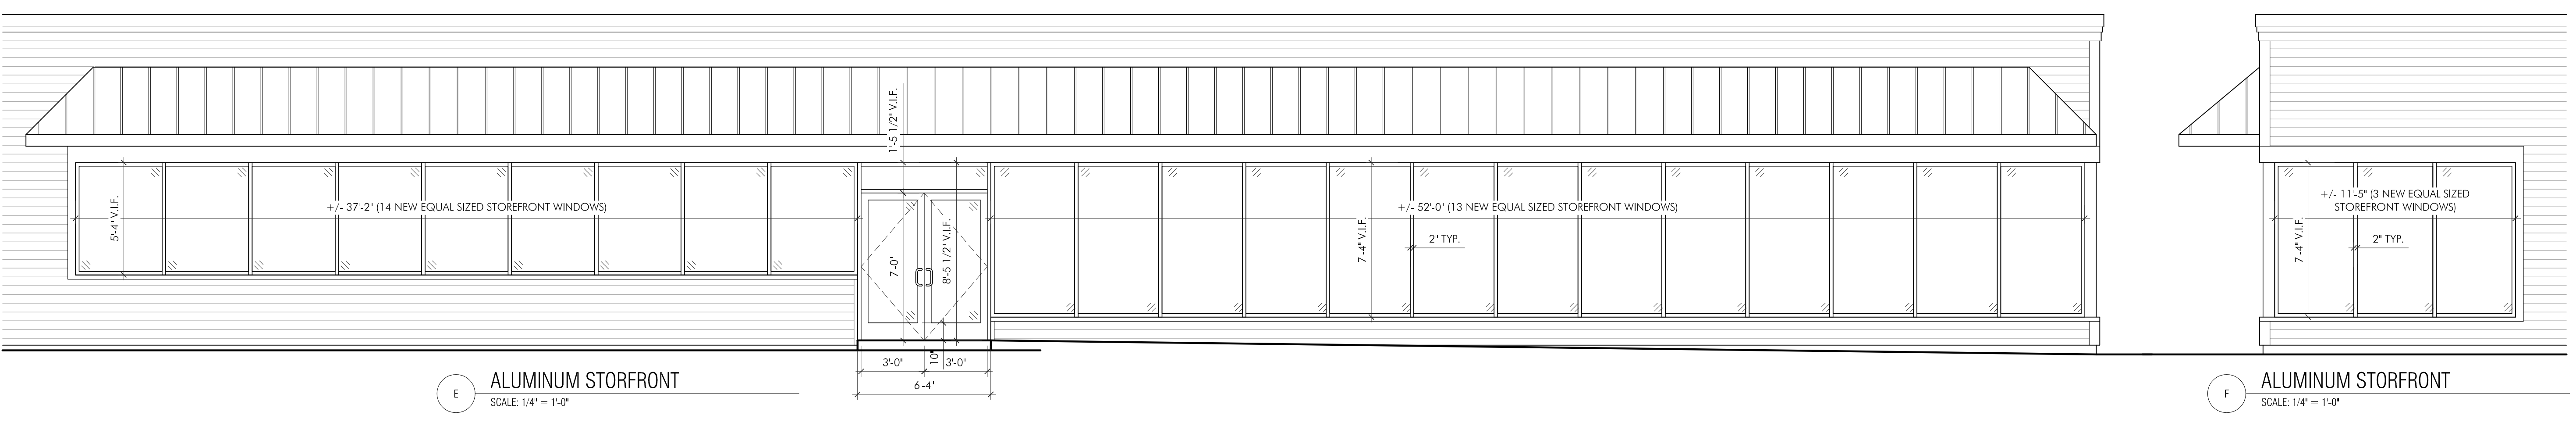 1'-5 1/2" V.I.F.
5'-4" V.I.F.
+/- 37'-2" (14 NEW EQUAL SIZED STOREFRONT WINDOWS)
7'-0"
8'-5 1/2" V.I.F.
10"
3'-0"
3'-0"
6'-4"
7'-4" V.I.F.
+/- 52'-0" (13 NEW EQUAL SIZED STOREFRONT WINDOWS)
2" TYP.
E
ALUMINUM STORFRONT
SCALE: 1/4" = 1'-0"
7'-4" V.I.F.
+/- 11'-5" (3 NEW EQUAL SIZED
STOREFRONT WINDOWS)
2" TYP.
F
ALUMINUM STORFRONT
SCALE: 1/4" = 1'-0"